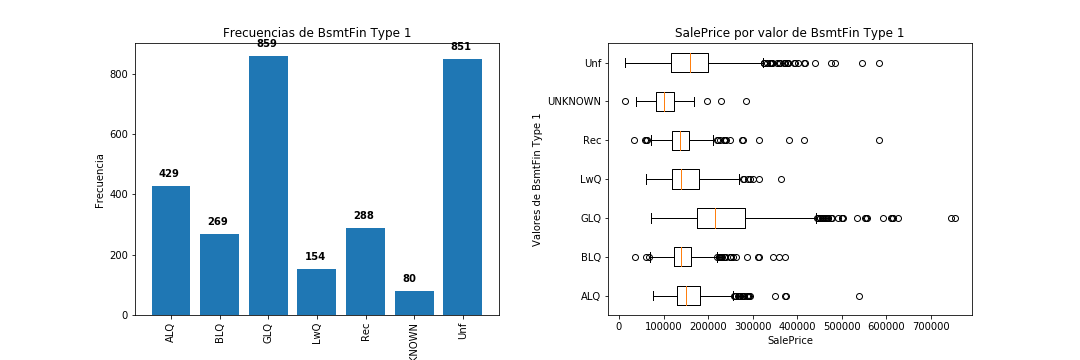 Frecuencias de BsmtFin Type 1
859
851
800
600
429
400
288
269
200
154
80
0
Frecuencia
ALQ
BLQ
GLQ
LwQ
Rec
KNOWN
Unf
SalePrice por valor de BsmtFin Type 1
Valores de BsmtFin Type 1
Unf
UNKNOWN
Rec
LwQ
GLQ
BLQ
ALQ
0 100000 200000 300000 400000 500000 600000 700000
SalePrice